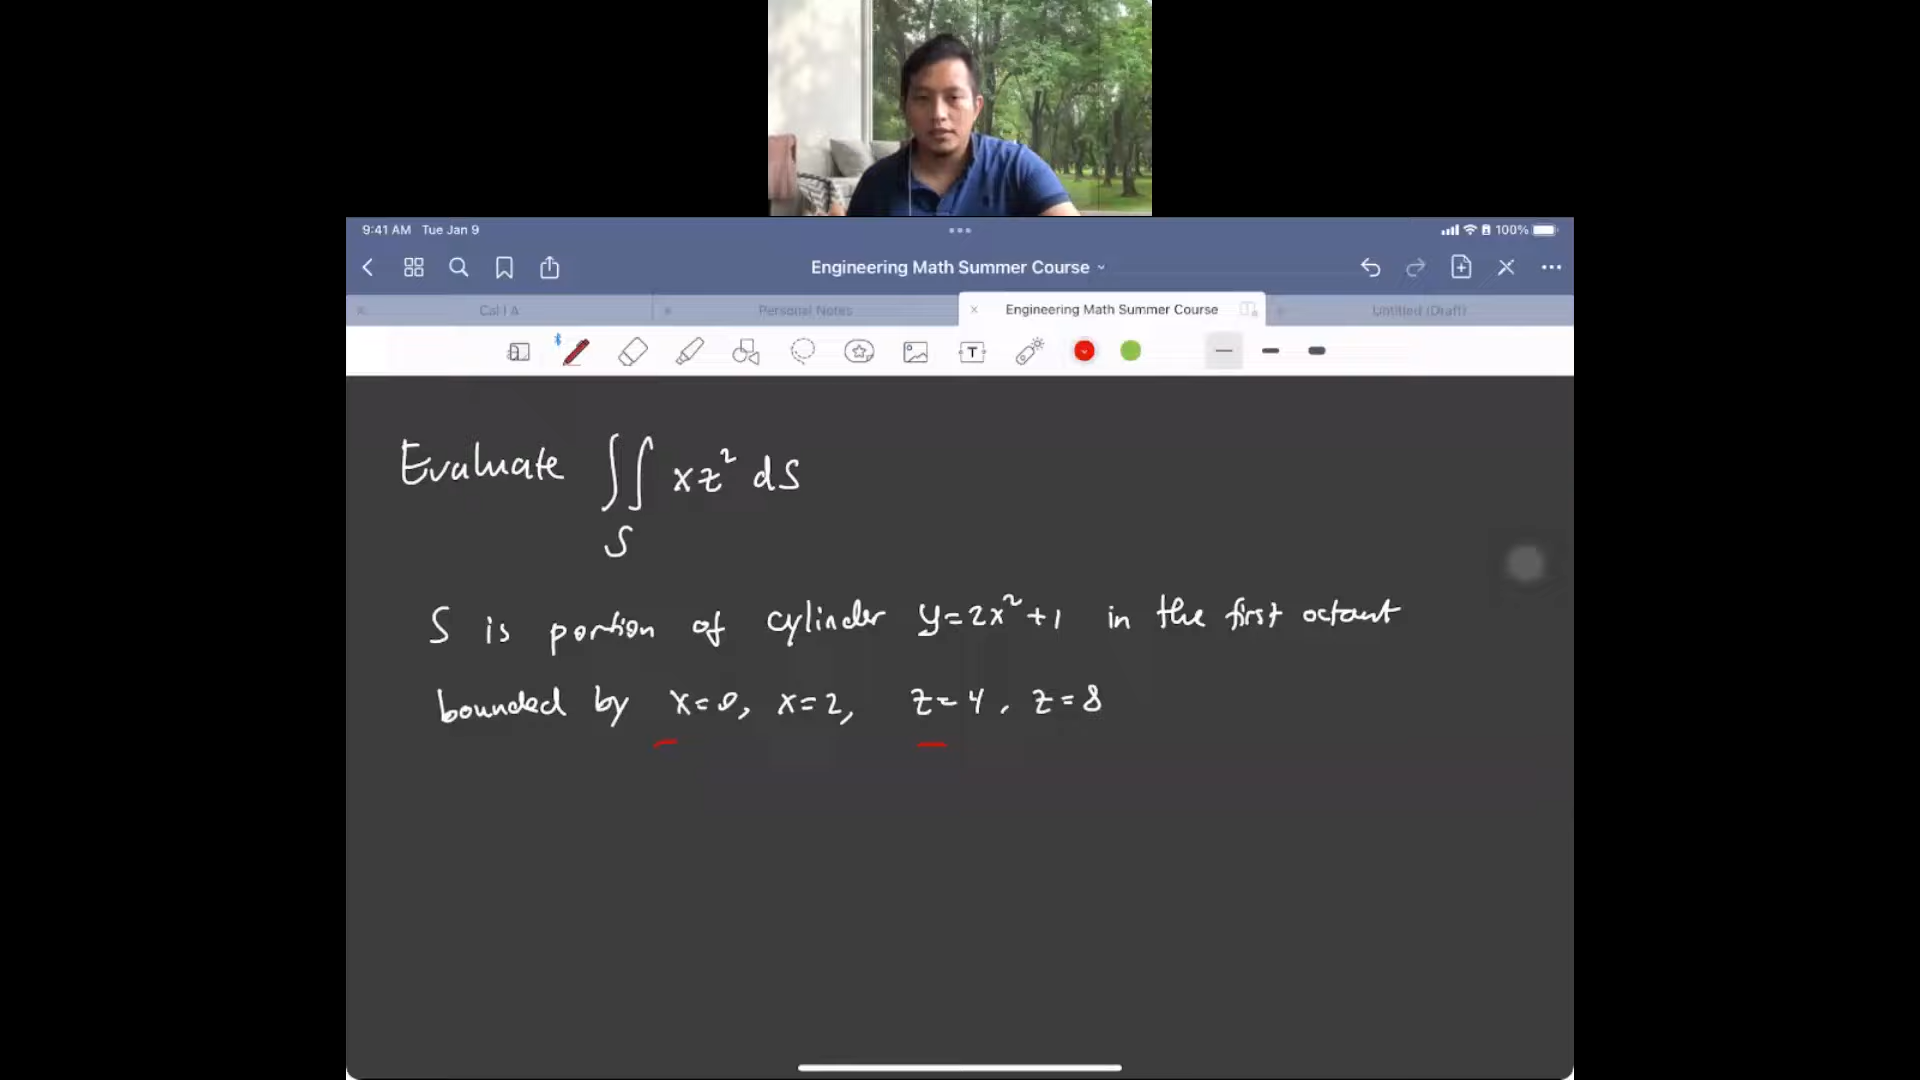 9:41 AM Tue Jan 9
100%
Engineering Math Summer Course
Cal I A
Personal Notes
Engineering Math Summer Course
Untitled (Draft)
T
Evaluate ∬ xz² dS
S
S is portion of cylinder y=2x²+1 in the first octant
bounded by x=0, x=2, z=4, z=8